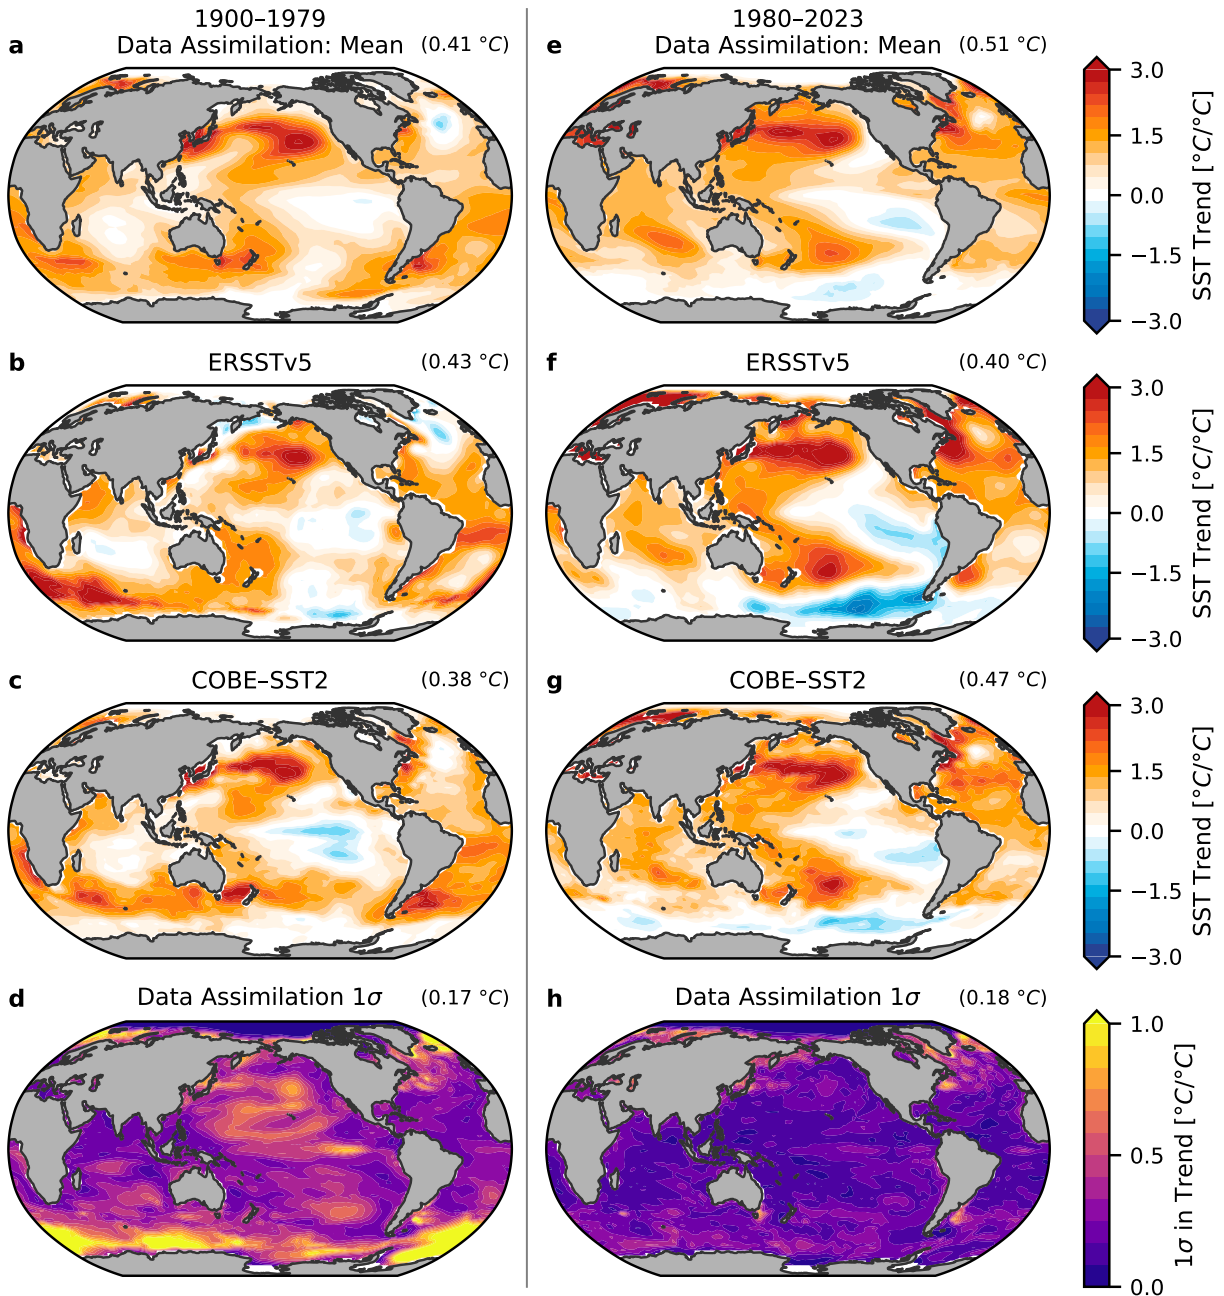 1900–1979
a Data Assimilation: Mean (0.41 °C)
1980–2023
e Data Assimilation: Mean (0.51 °C)
3.0
1.5
0.0
−1.5
−3.0
SST Trend [°C/°C]
b ERSSTv5 (0.43 °C)
f ERSSTv5 (0.40 °C)
3.0
1.5
0.0
−1.5
−3.0
SST Trend [°C/°C]
c COBE–SST2 (0.38 °C)
g COBE–SST2 (0.47 °C)
3.0
1.5
0.0
−1.5
−3.0
SST Trend [°C/°C]
d Data Assimilation 1σ (0.17 °C)
h Data Assimilation 1σ (0.18 °C)
1.0
0.5
0.0
1σ in Trend [°C/°C]